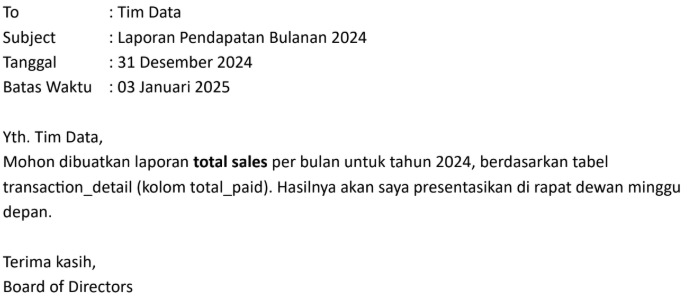 To : Tim Data
Subject : Laporan Pendapatan Bulanan 2024
Tanggal : 31 Desember 2024
Batas Waktu : 03 Januari 2025
Yth. Tim Data,
Mohon dibuatkan laporan total sales per bulan untuk tahun 2024, berdasarkan tabel
transaction_detail (kolom total_paid). Hasilnya akan saya presentasikan di rapat dewan minggu
depan.
Terima kasih,
Board of Directors